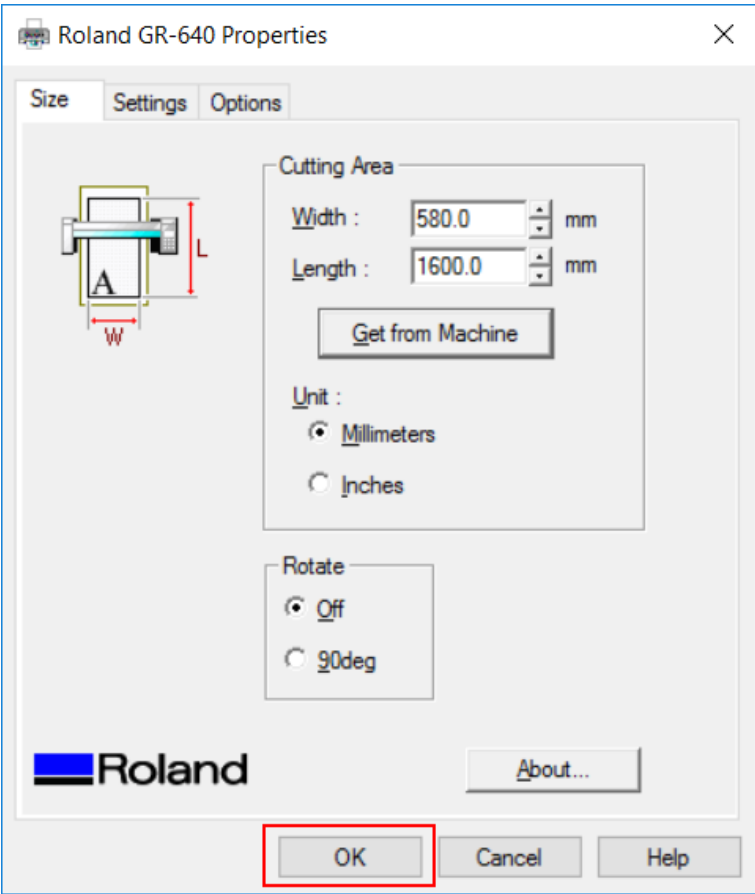 Roland GR-640 Properties
Size Settings Options
Cutting Area
Width : 580.0 mm
Length : 1600.0 mm
Get from Machine
Unit :
Millimeters
Inches
L
A
W
Rotate
Off
90deg
Roland
About...
OK Cancel Help